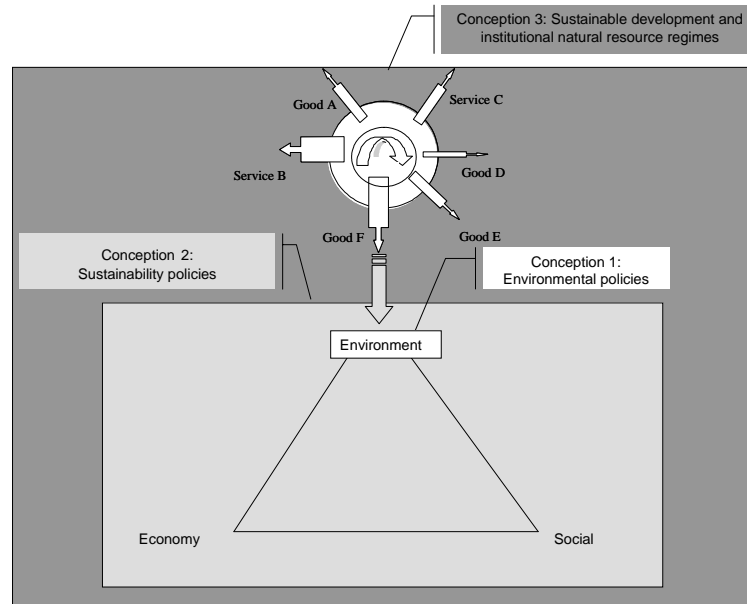 Conception 3: Sustainable development and
institutional natural resource regimes
Good A
Service C
Service B
Good D
Good F
Good E
Conception 2:
Sustainability policies
Conception 1:
Environmental policies
Environment
Economy
Social